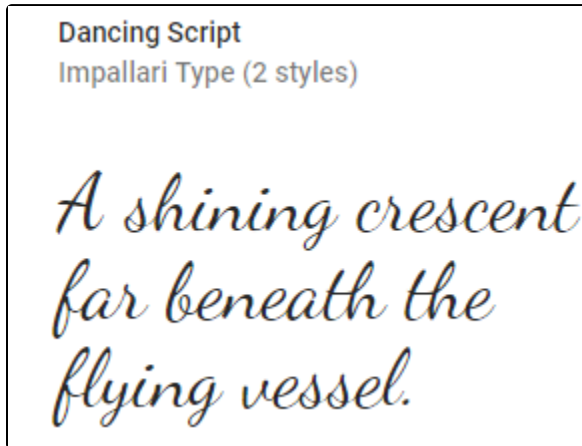 Dancing Script
Impallari Type (2 styles)
A shining crescent
far beneath the
flying vessel.